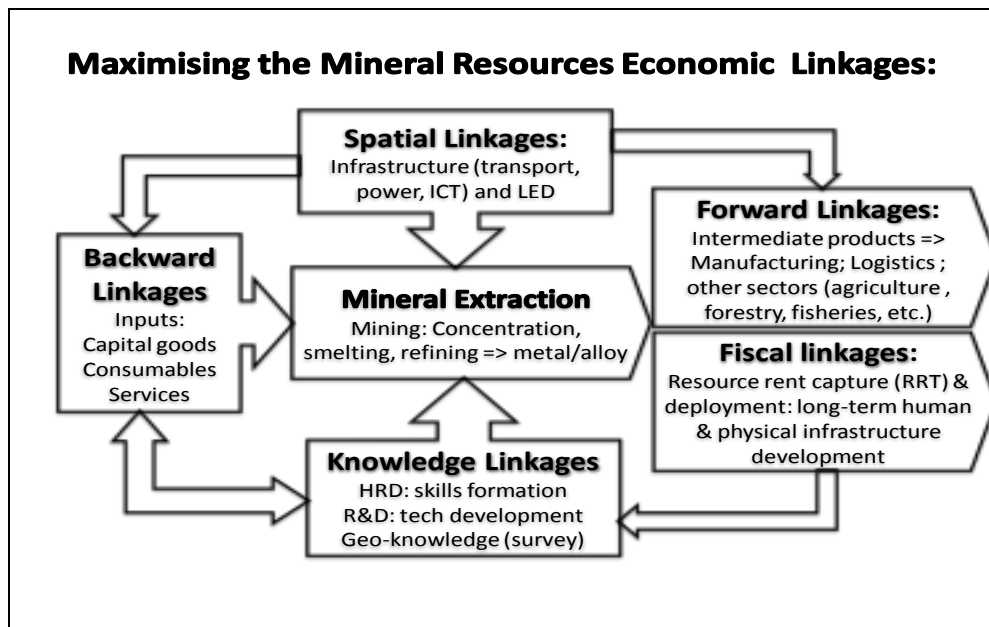 Maximising the Mineral Resources Economic Linkages:
Spatial Linkages:
Infrastructure (transport,
power, ICT) and LED
Forward Linkages:
Intermediate products =>
Manufacturing; Logistics ;
other sectors (agriculture ,
forestry, fisheries, etc.)
Backward
Linkages
Inputs:
Capital goods
Consumables
Services
Mineral Extraction
Mining: Concentration,
smelting, refining => metal/alloy
Fiscal linkages:
Resource rent capture (RRT) &
deployment: long-term human
& physical infrastructure
development
Knowledge Linkages
HRD: skills formation
R&D: tech development
Geo-knowledge (survey)